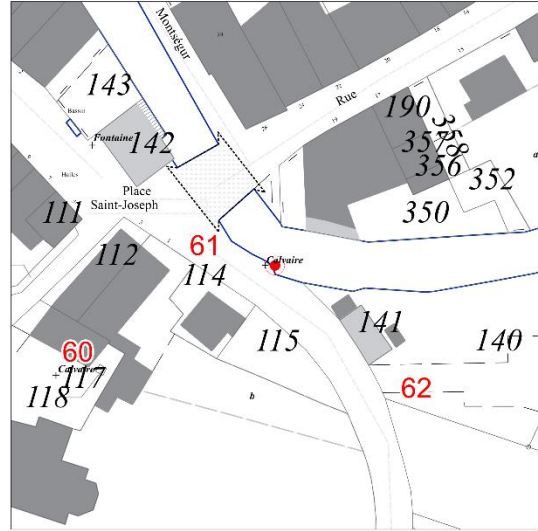 Montségur
143
Bassin
Fontaine
142
Halles
Place
Saint-Joseph
111
112
61
114
Calvaire
115
60
Calvaire
117
118
b
Rue
190
358
356
352
350
141
140
62